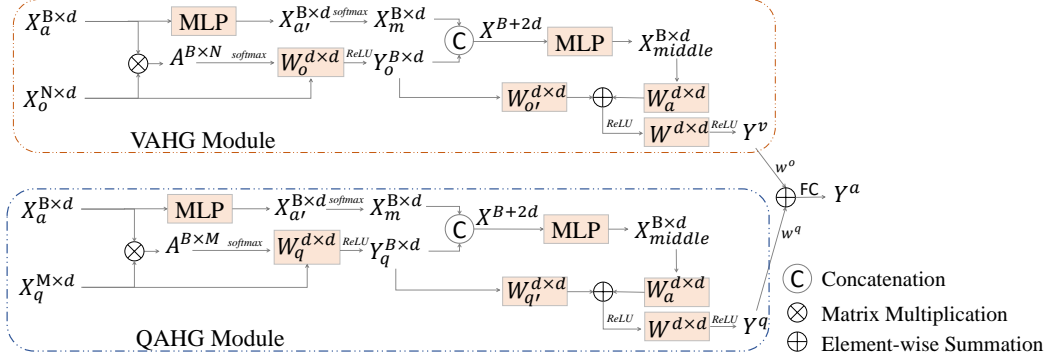 X_a^{B×d} MLP X_{a'}^{B×d} softmax X_m^{B×d} C X^{B+2d} MLP X_{middle}^{B×d}
A^{B×N} softmax W_o^{d×d} ReLU Y_o^{B×d}
X_o^{N×d} W_{o'}^{d×d} W_a^{d×d}
VAHG Module ReLU W^{d×d} ReLU Y^v
w^o
X_a^{B×d} MLP X_{a'}^{B×d} softmax X_m^{B×d} C X^{B+2d} MLP X_{middle}^{B×d}
FC Y^a
w^q
A^{B×M} softmax W_q^{d×d} ReLU Y_q^{B×d}
X_q^{M×d} W_{q'}^{d×d} W_a^{d×d}
QAHG Module ReLU W^{d×d} ReLU Y^q
C Concatenation
Matrix Multiplication
Element-wise Summation